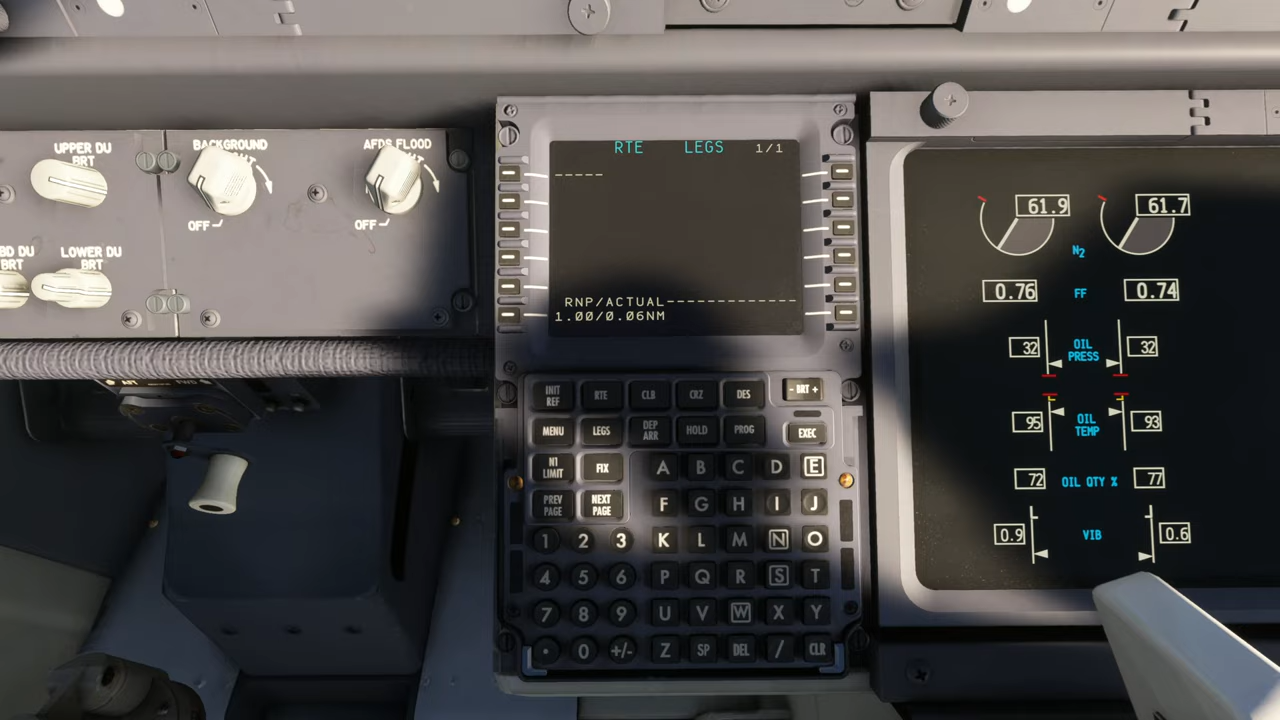 UPPER DU
BRT
BACKGROUND
OFF
AFDS FLOOD
OFF
BD DU
BRT
LOWER DU
BRT
RTE LEGS 1/1
-----
RNP/ACTUAL-------------
1.00/0.06NM
INIT
REF
RTE
CLB
CRZ
DES
- BRT +
MENU
LEGS
DEP
ARR
HOLD
PROG
EXEC
N1
LIMIT
FIX
PREV
PAGE
NEXT
PAGE
A B C D E
F G H I J
1 2 3 K L M N O
4 5 6 P Q R S T
7 8 9 U V W X Y
. 0 +/- Z SP DEL / CLR
61.9 61.7
N2
0.76 FF 0.74
32 OIL
PRESS 32
95 OIL
TEMP 93
72 OIL QTY % 77
0.9 VIB 0.6